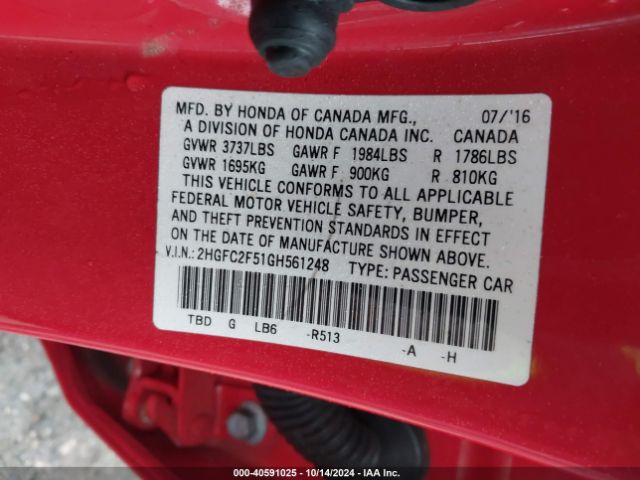 MFD. BY HONDA OF CANADA MFG., 07/'16
A DIVISION OF HONDA CANADA INC. CANADA
GVWR 3737LBS GAWR F 1984LBS R 1786LBS
GVWR 1695KG GAWR F 900KG R 810KG
THIS VEHICLE CONFORMS TO ALL APPLICABLE
FEDERAL MOTOR VEHICLE SAFETY, BUMPER,
AND THEFT PREVENTION STANDARDS IN EFFECT
ON THE DATE OF MANUFACTURE SHOWN ABOVE.
V.I.N.: 2HGFC2F51GH561248 TYPE: PASSENGER CAR
TBD G LB6 -R513 -A -H
000-40591025 | 10/14/2024 | IAA Inc.